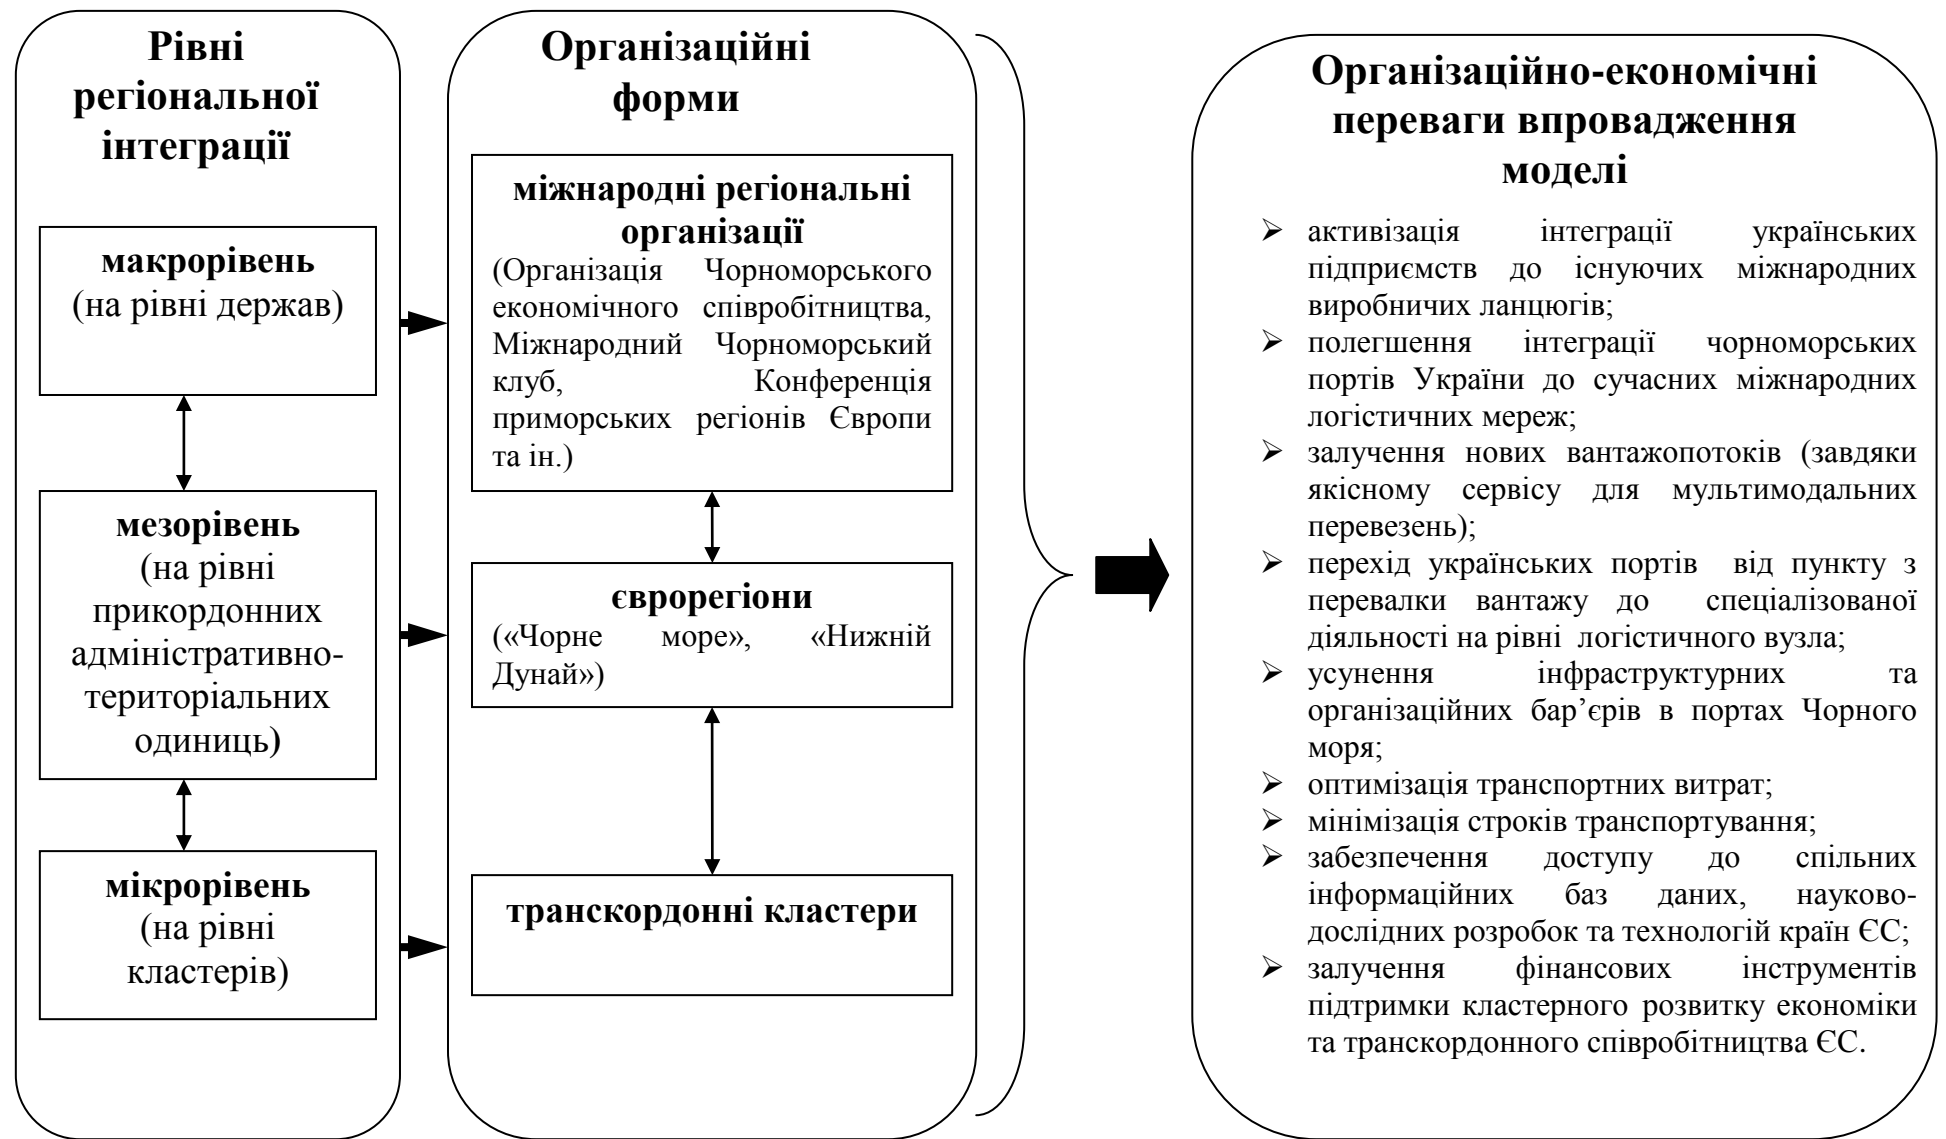 Рівні
регіональної
інтеграції
макрорівень
(на рівні держав)
мезорівень
(на рівні
прикордонних
адміністративно-
територіальних
одиниць)
мікрорівень
(на рівні
кластерів)
Організаційні
форми
міжнародні регіональні
організації
(Організація Чорноморського
економічного співробітництва,
Міжнародний Чорноморський
клуб, Конференція
приморських регіонів Європи
та ін.)
єврорегіони
(«Чорне море», «Нижній
Дунай»)
транскордонні кластери
Організаційно-економічні
переваги впровадження
моделі
➢ активізація інтеграції українських
підприємств до існуючих міжнародних
виробничих ланцюгів;
➢ полегшення інтеграції чорноморських
портів України до сучасних міжнародних
логістичних мереж;
➢ залучення нових вантажопотоків (завдяки
якісному сервісу для мультимодальних
перевезень);
➢ перехід українських портів від пункту з
перевалки вантажу до спеціалізованої
діяльності на рівні логістичного вузла;
➢ усунення інфраструктурних та
організаційних бар’єрів в портах Чорного
моря;
➢ оптимізація транспортних витрат;
➢ мінімізація строків транспортування;
➢ забезпечення доступу до спільних
інформаційних баз даних, науково-
дослідних розробок та технологій країн ЄС;
➢ залучення фінансових інструментів
підтримки кластерного розвитку економіки
та транскордонного співробітництва ЄС.